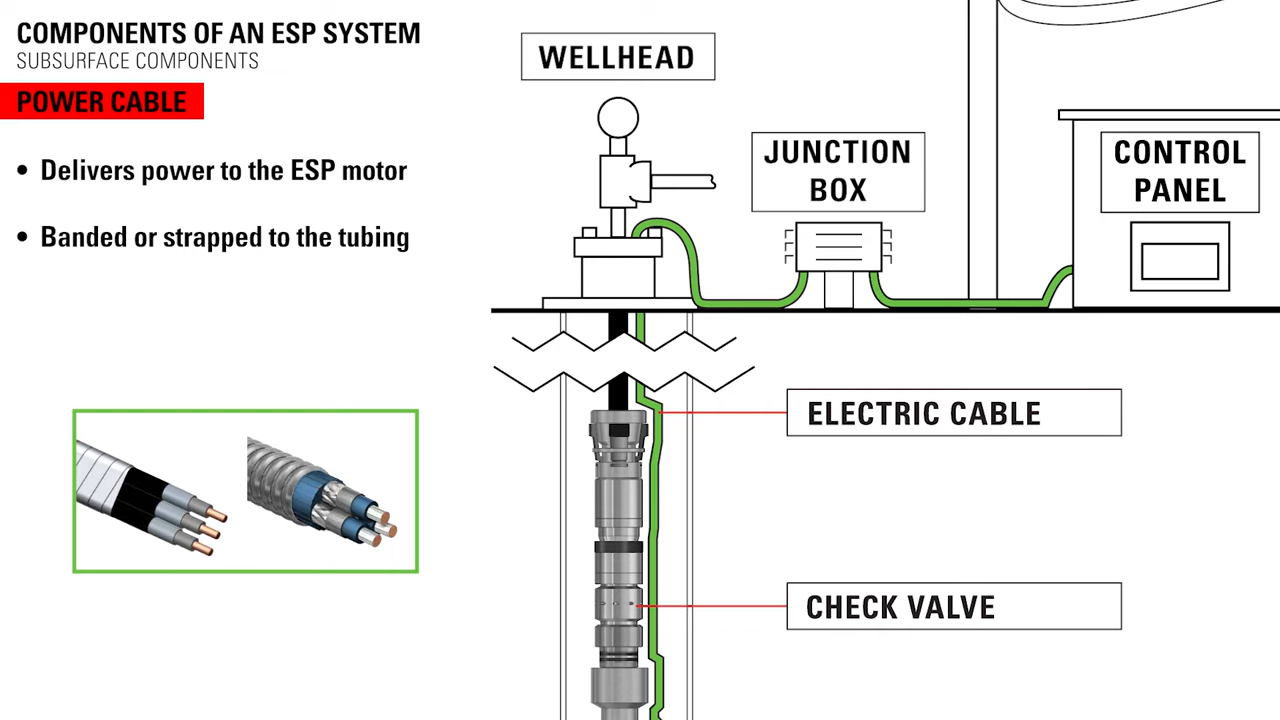 COMPONENTS OF AN ESP SYSTEM
SUBSURFACE COMPONENTS
POWER CABLE
• Delivers power to the ESP motor
• Banded or strapped to the tubing
WELLHEAD
JUNCTION
BOX
CONTROL
PANEL
ELECTRIC CABLE
CHECK VALVE